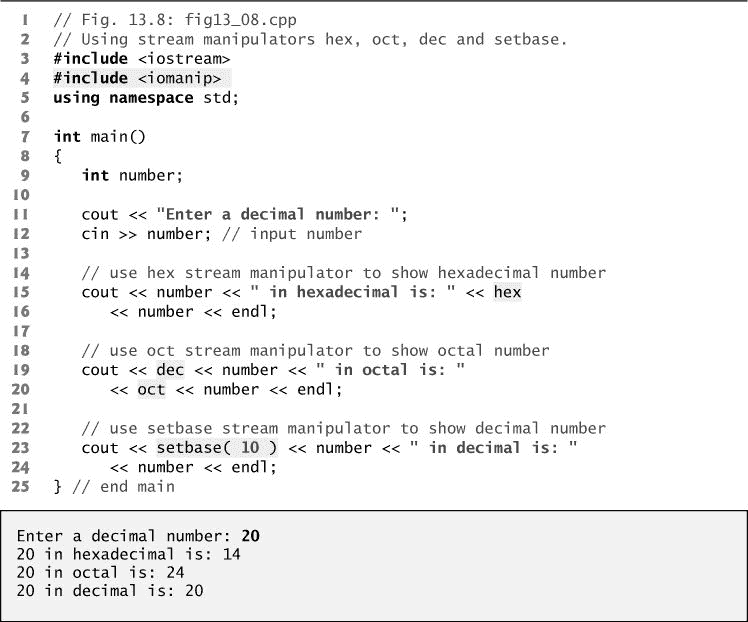 1 // Fig. 13.8: fig13_08.cpp
2 // Using stream manipulators hex, oct, dec and setbase.
3 #include <iostream>
4 #include <iomanip>
5 using namespace std;
6
7 int main()
8 {
9    int number;
10
11    cout << "Enter a decimal number: ";
12    cin >> number; // input number
13
14    // use hex stream manipulator to show hexadecimal number
15    cout << number << " in hexadecimal is: " << hex
16       << number << endl;
17
18    // use oct stream manipulator to show octal number
19    cout << dec << number << " in octal is: "
20       << oct << number << endl;
21
22    // use setbase stream manipulator to show decimal number
23    cout << setbase( 10 ) << number << " in decimal is: "
24       << number << endl;
25 } // end main
Enter a decimal number: 20
20 in hexadecimal is: 14
20 in octal is: 24
20 in decimal is: 20